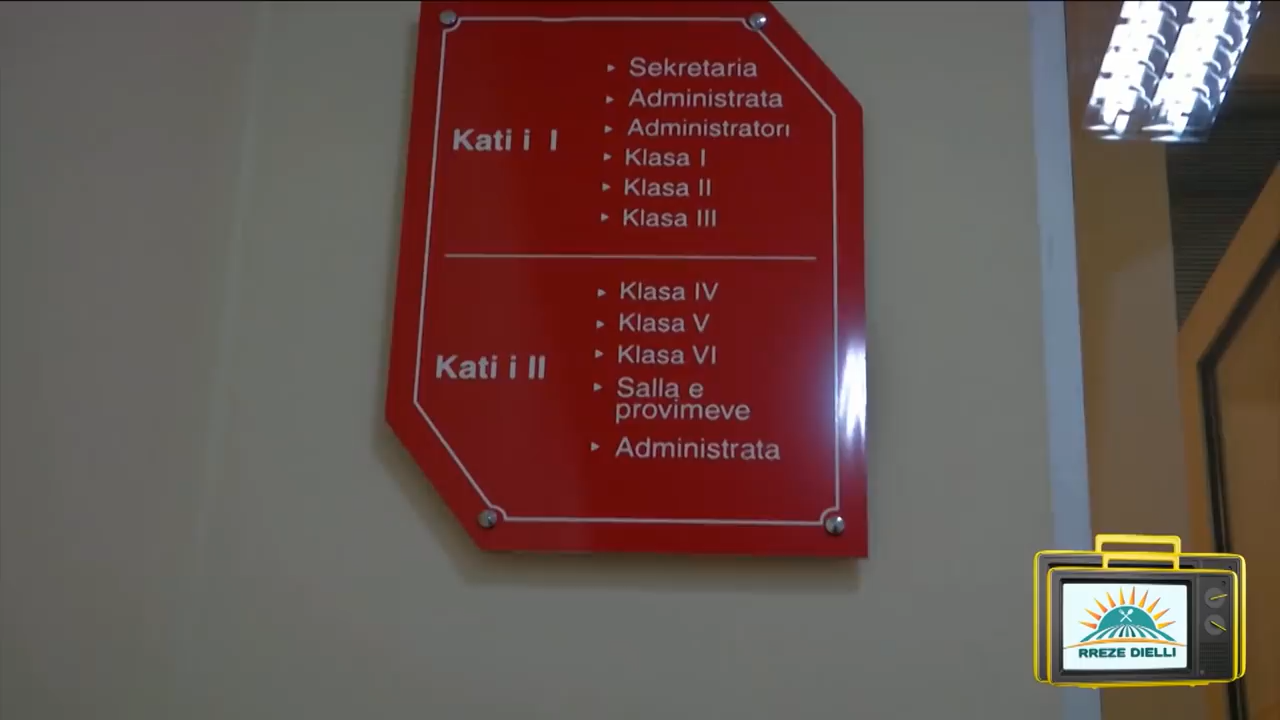 Kati i I
Sekretaria
Administrata
Administratori
Klasa I
Klasa II
Klasa III
Kati i II
Klasa IV
Klasa V
Klasa VI
Salla e
provimeve
Administrata
RREZE DIELLI